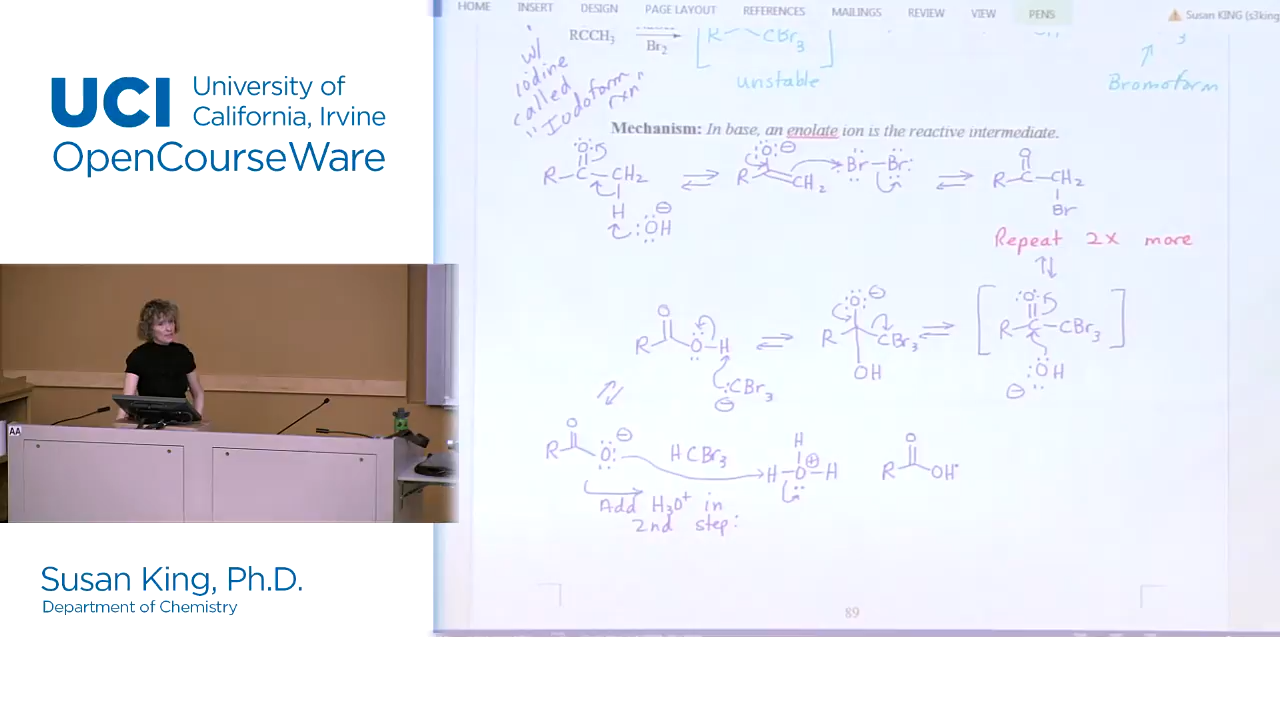 HOME INSERT DESIGN PAGE LAYOUT REFERENCES MAILINGS REVIEW VIEW PENS
Susan KING (s3king
UCI University of
California, Irvine
OpenCourseWare
RCCH3
Br2
R CBr3
unstable
w/
iodine
called
"Iodoform
rxn"
3
Bromoform
Mechanism: In base, an enolate ion is the reactive intermediate.
:O:
R-C-CH2
H
:OH
⊖
:O: ⊖
R CH2
:Br-Br:
O
R-C-CH2
Br
Repeat 2x more
O
R O-H
:CBr3
⊖
:O: ⊖
R CBr3
OH
:O:
R-C-CBr3
:OH
⊖
O
R O: ⊖
HCBr3
H
H-O-H
⊕
O
R OH
Add H3O+ in
2nd step:
AA
89
Susan King, Ph.D.
Department of Chemistry